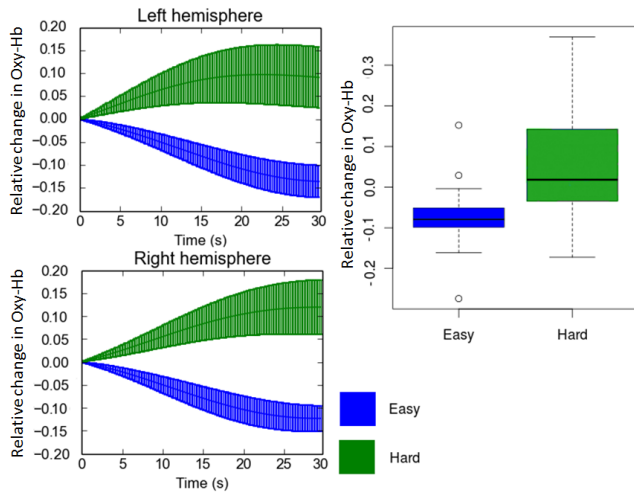 Left hemisphere
Relative change in Oxy-Hb
0.20
0.15
0.10
0.05
0.00
−0.05
−0.10
−0.15
−0.20
0 5 10 15 20 25 30
Time (s)
Right hemisphere
Relative change in Oxy-Hb
0.20
0.15
0.10
0.05
0.00
−0.05
−0.10
−0.15
−0.20
0 5 10 15 20 25 30
Time (s)
Relative change in Oxy-Hb
0.3
0.2
0.1
0.0
-0.1
-0.2
Easy Hard
Easy
Hard